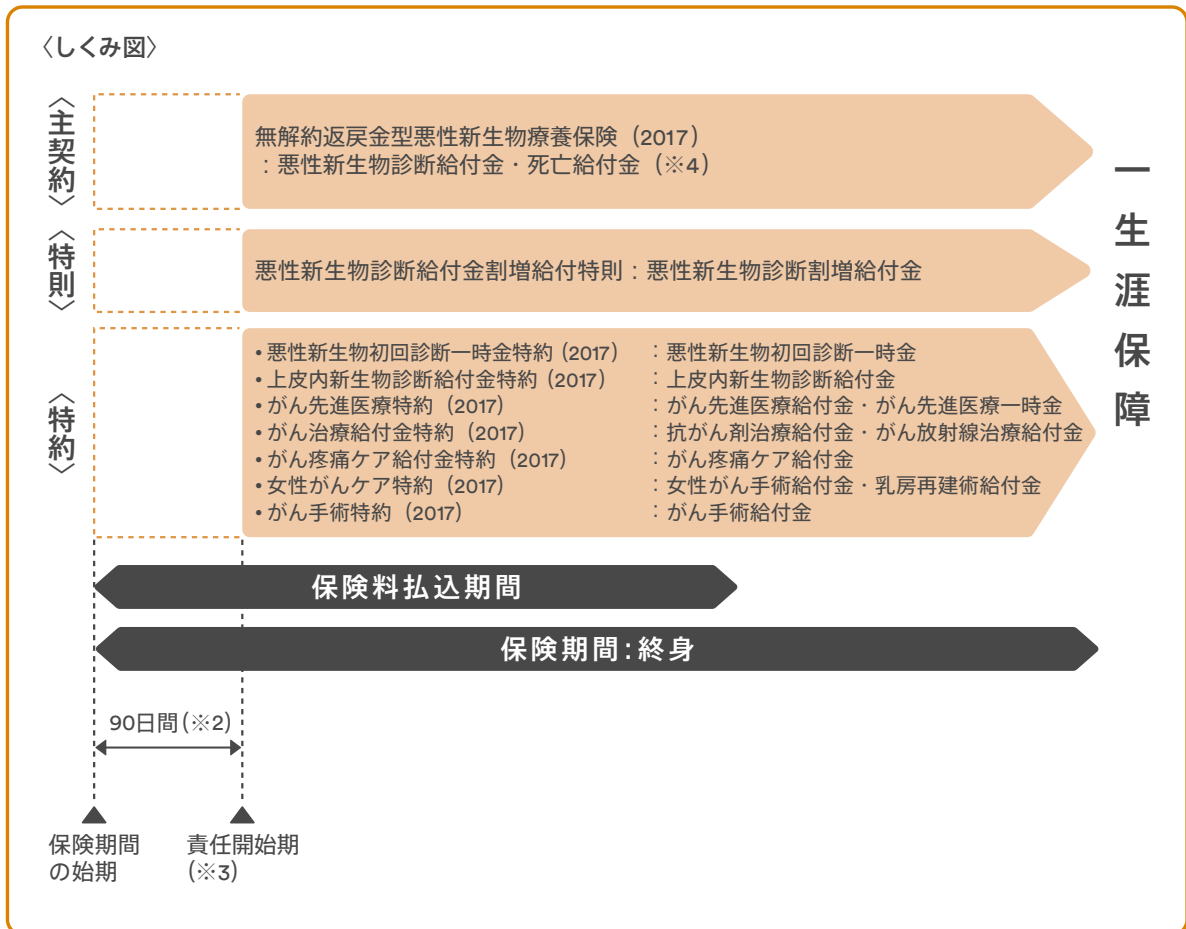 〈しくみ図〉
〈主契約〉
無解約返戻金型悪性新生物療養保険（2017）
：悪性新生物診断給付金・死亡給付金（※4）
〈特則〉
悪性新生物診断給付金割増給付特則：悪性新生物診断割増給付金
〈特約〉
•悪性新生物初回診断一時金特約（2017）：悪性新生物初回診断一時金
•上皮内新生物診断給付金特約（2017）：上皮内新生物診断給付金
•がん先進医療特約（2017）：がん先進医療給付金・がん先進医療一時金
•がん治療給付金特約（2017）：抗がん剤治療給付金・がん放射線治療給付金
•がん疼痛ケア給付金特約（2017）：がん疼痛ケア給付金
•女性がんケア特約（2017）：女性がん手術給付金・乳房再建術給付金
•がん手術特約（2017）：がん手術給付金
一生涯保障
保険料払込期間
保険期間：終身
90日間（※2）
保険期間
の始期
責任開始期
（※3）